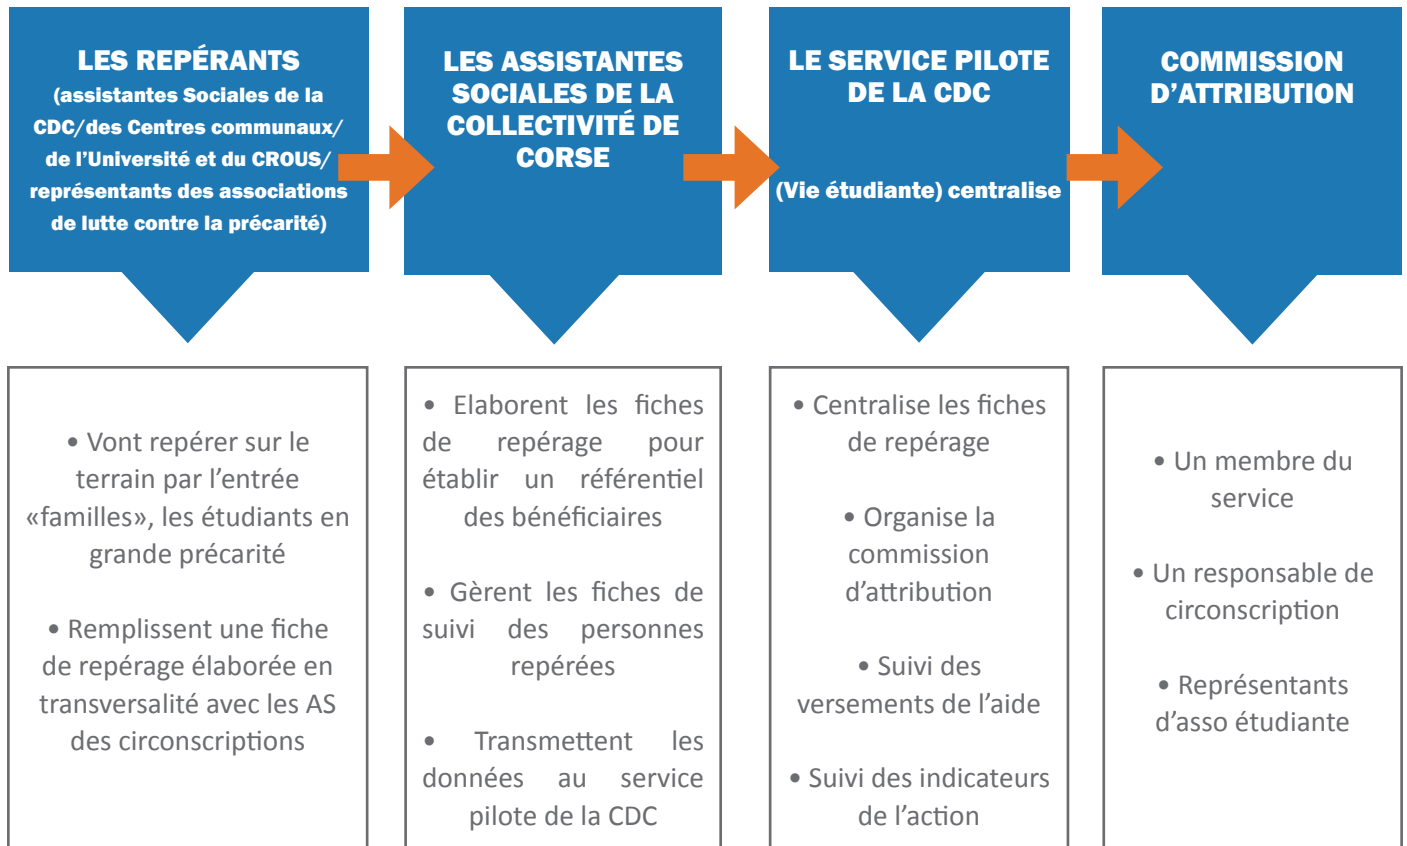 LES REPÉRANTS
(assistantes Sociales de la
CDC/des Centres communaux/
de l'Université et du CROUS/
représentants des associations
de lutte contre la précarité)
LES ASSISTANTES
SOCIALES DE LA
COLLECTIVITÉ DE
CORSE
LE SERVICE PILOTE
DE LA CDC
(Vie étudiante) centralise
COMMISSION
D'ATTRIBUTION
• Vont repérer sur le
terrain par l'entrée
«familles», les étudiants en
grande précarité
• Remplissent une fiche
de repérage élaborée en
transversalité avec les AS
des circonscriptions
• Elaborent les fiches
de repérage pour
établir un référentiel
des bénéficiaires
• Gèrent les fiches de
suivi des personnes
repérées
• Transmettent les
données au service
pilote de la CDC
• Centralise les fiches
de repérage
• Organise la
commission
d'attribution
• Suivi des
versements de l'aide
• Suivi des indicateurs
de l'action
• Un membre du
service
• Un responsable de
circonscription
• Représentants
d'asso étudiante